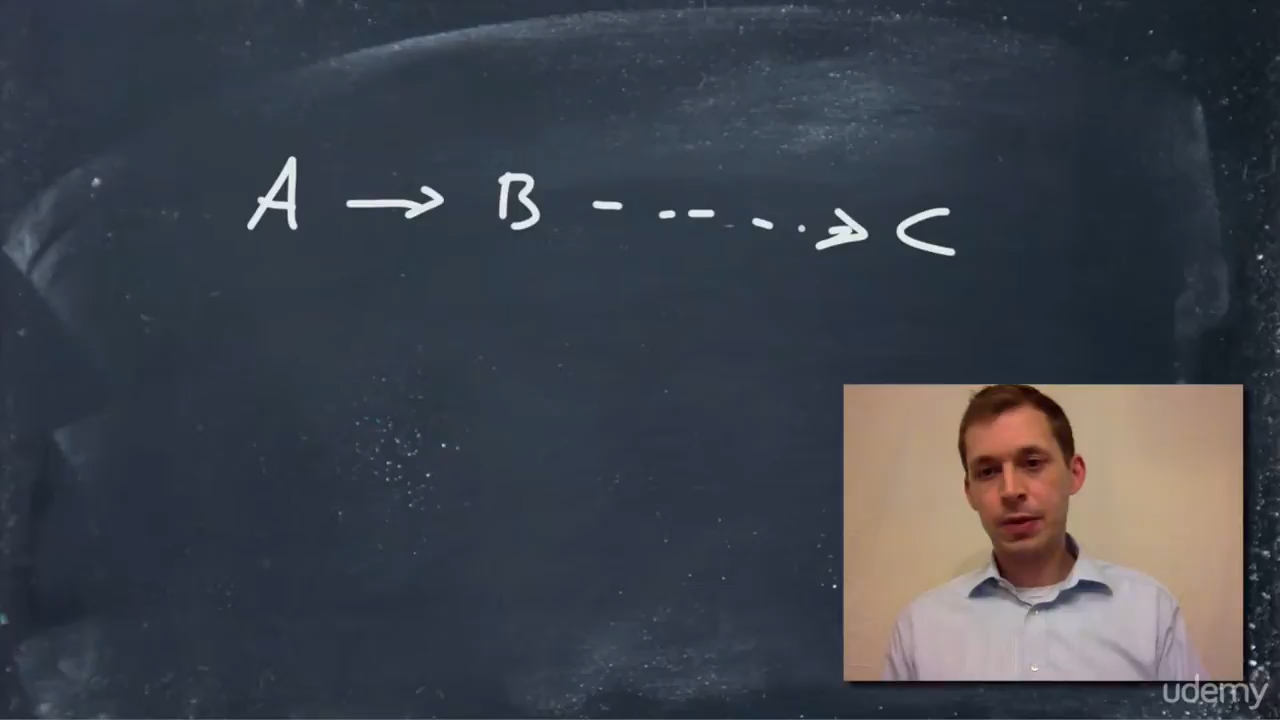 A → B - - - · → C
udemy